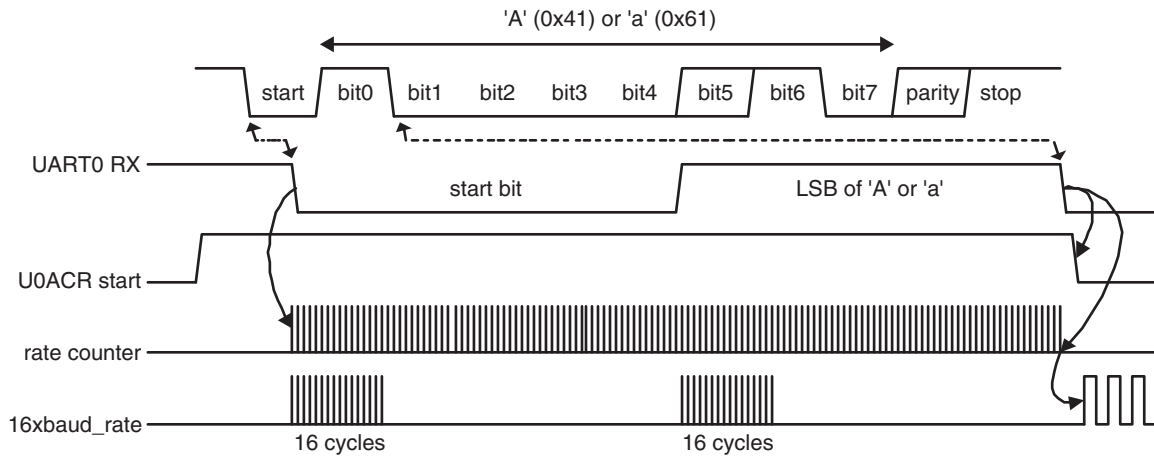 'A' (0x41) or 'a' (0x61)
start bit0 bit1 bit2 bit3 bit4 bit5 bit6 bit7 parity stop
UART0 RX
start bit LSB of 'A' or 'a'
U0ACR start
rate counter
16xbaud_rate
16 cycles 16 cycles